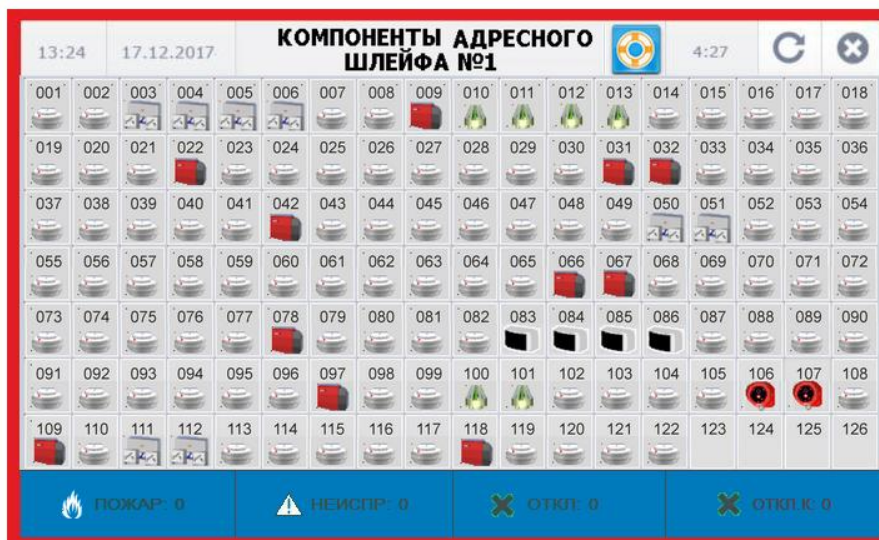 13:24 17.12.2017 КОМПОНЕНТЫ АДРЕСНОГО 4:27
ШЛЕЙФА №1
001 002 003 004 005 006 007 008 009 010 011 012 013 014 015 016 017 018
019 020 021 022 023 024 025 026 027 028 029 030 031 032 033 034 035 036
037 038 039 040 041 042 043 044 045 046 047 048 049 050 051 052 053 054
055 056 057 058 059 060 061 062 063 064 065 066 067 068 069 070 071 072
073 074 075 076 077 078 079 080 081 082 083 084 085 086 087 088 089 090
091 092 093 094 095 096 097 098 099 100 101 102 103 104 105 106 107 108
109 110 111 112 113 114 115 116 117 118 119 120 121 122 123 124 125 126
ПОЖАР: 0 НЕИСПР: 0 ОТКЛ: 0 ОТКЛ.К: 0